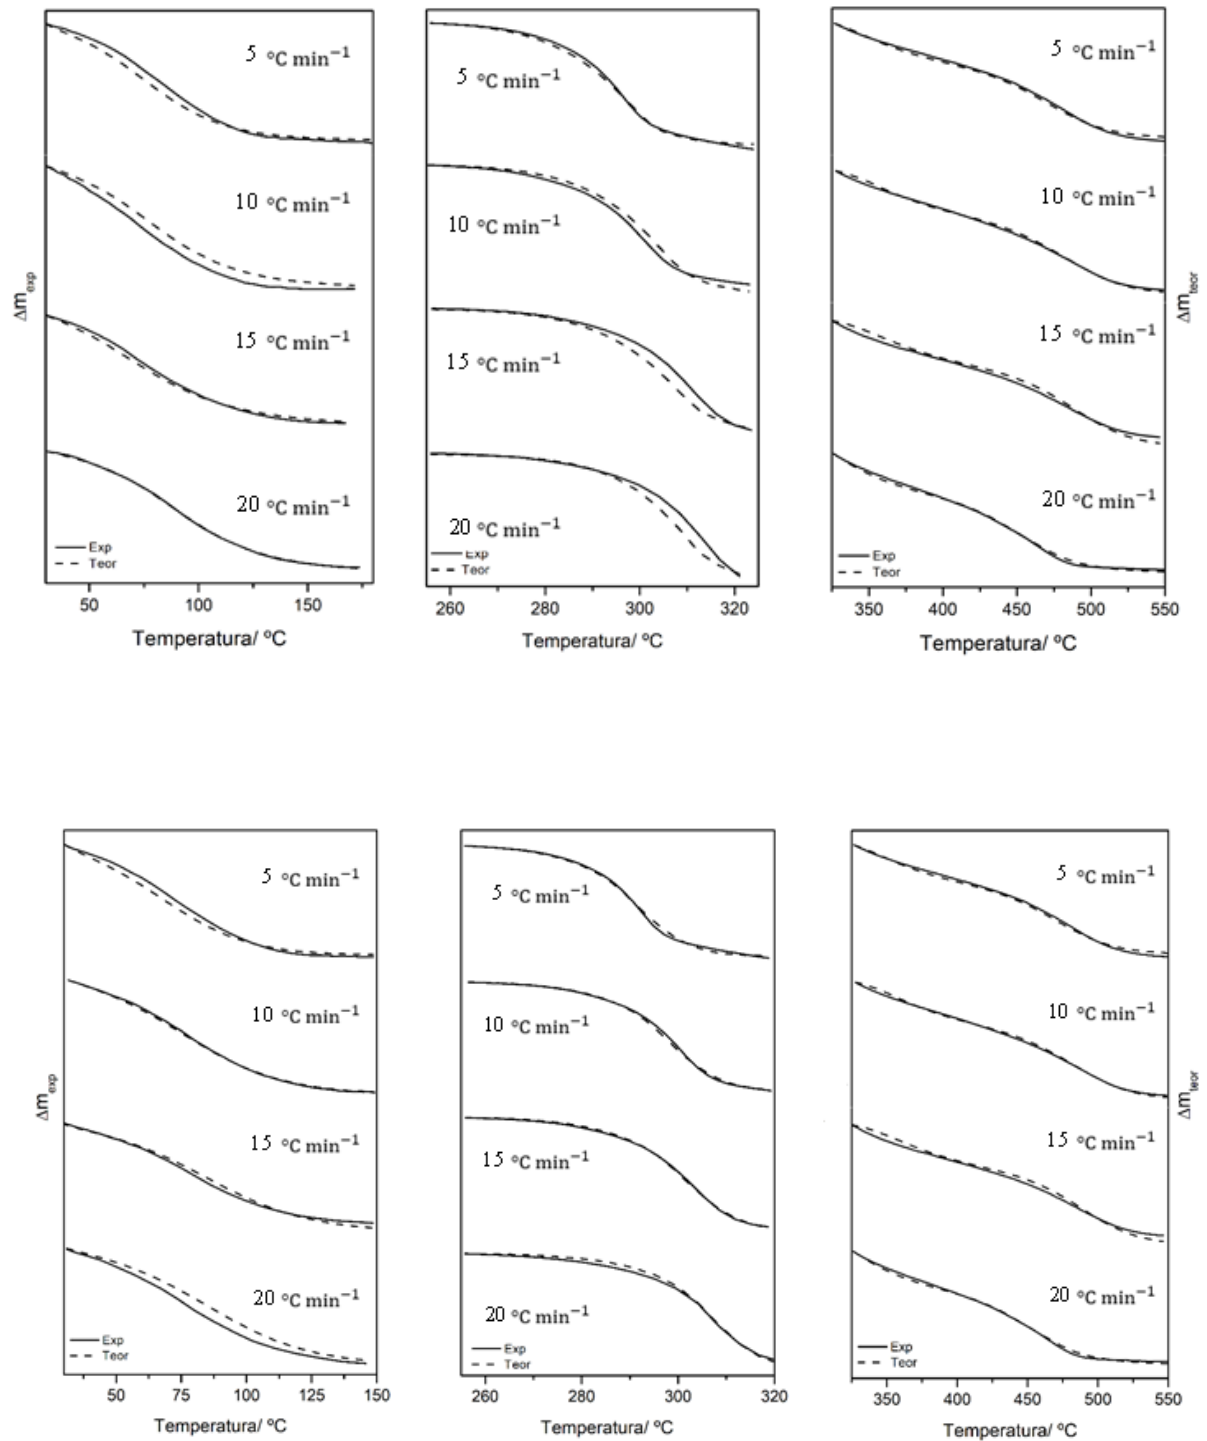 5 °C min⁻¹
10 °C min⁻¹
15 °C min⁻¹
20 °C min⁻¹
Δm_exp
Exp
Teor
50 100 150
Temperatura/ ºC
5 °C min⁻¹
10 °C min⁻¹
15 °C min⁻¹
20 °C min⁻¹
Exp
Teor
260 280 300 320
Temperatura/ ºC
5 °C min⁻¹
10 °C min⁻¹
15 °C min⁻¹
20 °C min⁻¹
Δm_teor
Exp
Teor
350 400 450 500 550
Temperatura/ ºC
5 °C min⁻¹
10 °C min⁻¹
15 °C min⁻¹
20 °C min⁻¹
Δm_exp
Exp
Teor
50 75 100 125 150
Temperatura/ ºC
5 °C min⁻¹
10 °C min⁻¹
15 °C min⁻¹
20 °C min⁻¹
Exp
Teor
260 280 300 320
Temperatura/ ºC
5 °C min⁻¹
10 °C min⁻¹
15 °C min⁻¹
20 °C min⁻¹
Δm_teor
Exp
Teor
350 400 450 500 550
Temperatura/ ºC